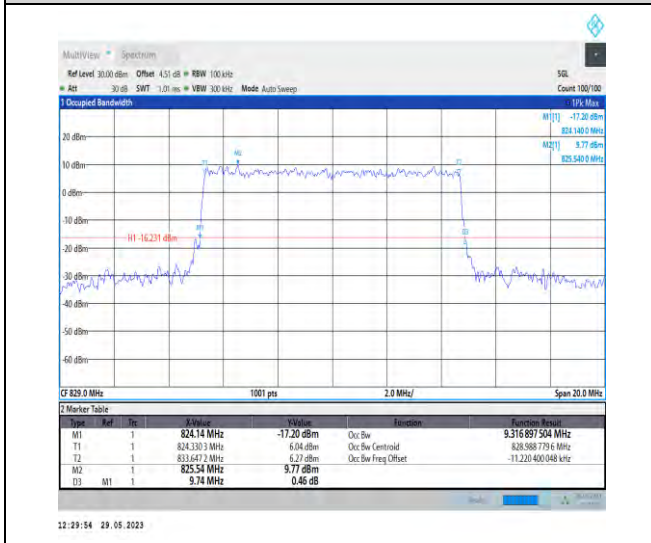 MultiView Spectrum
Ref Level 30.00 dBm Offset 4.51 dB RBW 100 kHz SGL
Att 30 dB SWT 1.01 ms VBW 300 kHz Mode Auto Sweep Count 100/100
1 Occupied Bandwidth 1Pk Max
M1[1] -17.20 dBm
824.140 0 MHz
M2[1] 9.77 dBm
825.540 0 MHz
20 dBm
M2
T1 T2
10 dBm
0 dBm
-10 dBm
M1 D3
H1 -16.231 dBm
-20 dBm
-30 dBm
-40 dBm
-50 dBm
-60 dBm
CF 829.0 MHz 1001 pts 2.0 MHz/ Span 20.0 MHz
2 Marker Table
Type Ref Trc X-Value Y-Value Function Function Result
M1 1 824.14 MHz -17.20 dBm Occ Bw 9.316 897 504 MHz
T1 1 824.330 3 MHz 6.04 dBm Occ Bw Centroid 828.988 779 6 MHz
T2 1 833.647 2 MHz 6.27 dBm Occ Bw Freq Offset -11.220 400 048 kHz
M2 1 825.54 MHz 9.77 dBm
D3 M1 1 9.74 MHz 0.46 dB
12:29:54 29.05.2023